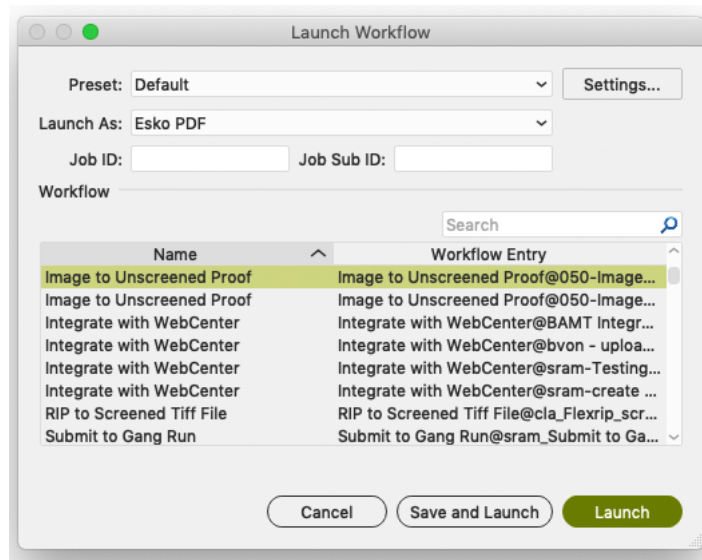 Launch Workflow
Preset: Default Settings...
Launch As: Esko PDF
Job ID: Job Sub ID:
Workflow
Search
Name Workflow Entry
Image to Unscreened Proof Image to Unscreened Proof@050-Image...
Image to Unscreened Proof Image to Unscreened Proof@050-Image...
Integrate with WebCenter Integrate with WebCenter@BAMT Integr...
Integrate with WebCenter Integrate with WebCenter@bvon - uploa...
Integrate with WebCenter Integrate with WebCenter@sram-Testing...
Integrate with WebCenter Integrate with WebCenter@sram-create ...
RIP to Screened Tiff File RIP to Screened Tiff File@cla_Flexrip_scr...
Submit to Gang Run Submit to Gang Run@sram_Submit to Ga...
Cancel Save and Launch Launch